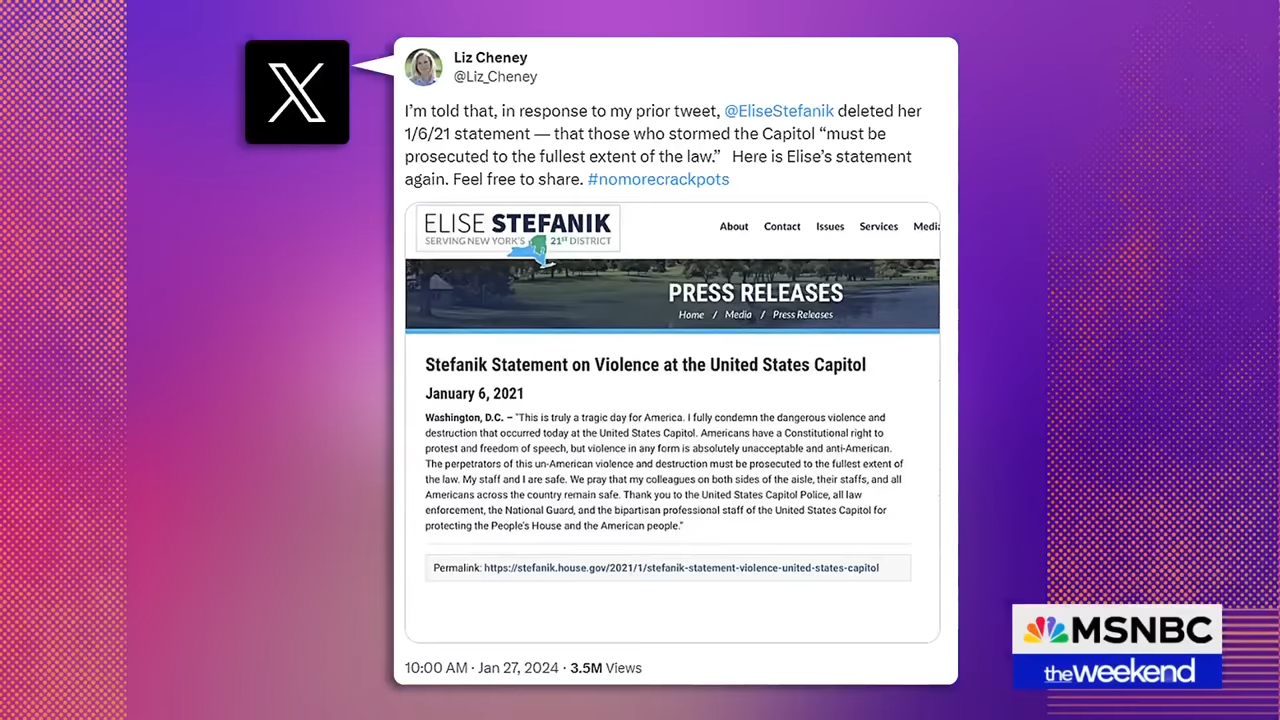 Liz Cheney
@Liz_Cheney
I'm told that, in response to my prior tweet, @EliseStefanik deleted her
1/6/21 statement — that those who stormed the Capitol “must be
prosecuted to the fullest extent of the law.”  Here is Elise's statement
again. Feel free to share. #nomorecrackpots
ELISE STEFANIK
SERVING NEW YORK'S 21ST DISTRICT
About Contact Issues Services Media
PRESS RELEASES
Home / Media / Press Releases
Stefanik Statement on Violence at the United States Capitol
January 6, 2021
Washington, D.C. – "This is truly a tragic day for America. I fully condemn the dangerous violence and
destruction that occurred today at the United States Capitol. Americans have a Constitutional right to
protest and freedom of speech, but violence in any form is absolutely unacceptable and anti-American.
The perpetrators of this un-American violence and destruction must be prosecuted to the fullest extent of
the law. My staff and I are safe. We pray that my colleagues on both sides of the aisle, their staffs, and all
Americans across the country remain safe. Thank you to the United States Capitol Police, all law
enforcement, the National Guard, and the bipartisan professional staff of the United States Capitol for
protecting the People's House and the American people."
Permalink: https://stefanik.house.gov/2021/1/stefanik-statement-violence-united-states-capitol
10:00 AM · Jan 27, 2024 · 3.5M Views
MSNBC
the weekend